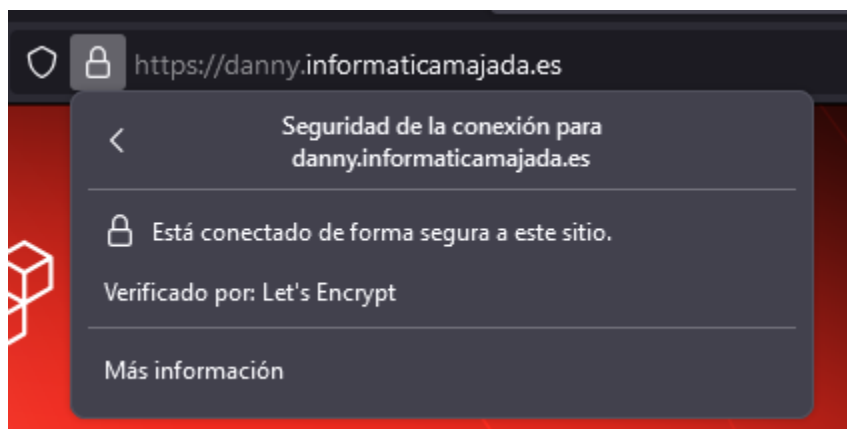 https://danny.informaticamajada.es
Seguridad de la conexión para
danny.informaticamajada.es
Está conectado de forma segura a este sitio.
Verificado por: Let's Encrypt
Más información